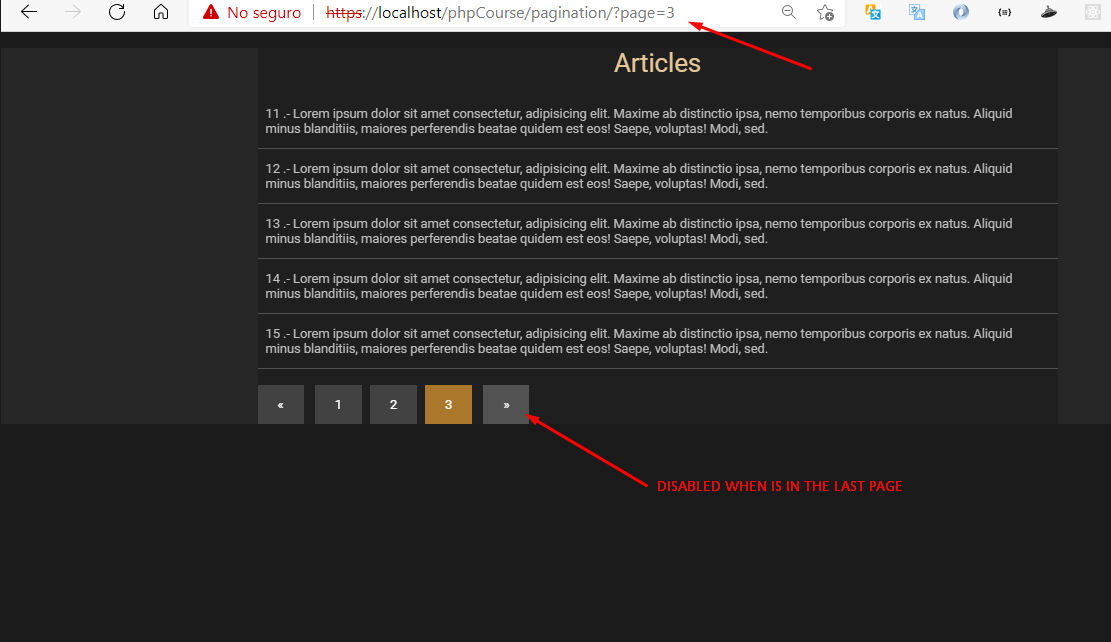 No seguro | https://localhost/phpCourse/pagination/?page=3
Articles
11 .- Lorem ipsum dolor sit amet consectetur, adipisicing elit. Maxime ab distinctio ipsa, nemo temporibus corporis ex natus. Aliquid
minus blanditiis, maiores perferendis beatae quidem est eos! Saepe, voluptas! Modi, sed.
12 .- Lorem ipsum dolor sit amet consectetur, adipisicing elit. Maxime ab distinctio ipsa, nemo temporibus corporis ex natus. Aliquid
minus blanditiis, maiores perferendis beatae quidem est eos! Saepe, voluptas! Modi, sed.
13 .- Lorem ipsum dolor sit amet consectetur, adipisicing elit. Maxime ab distinctio ipsa, nemo temporibus corporis ex natus. Aliquid
minus blanditiis, maiores perferendis beatae quidem est eos! Saepe, voluptas! Modi, sed.
14 .- Lorem ipsum dolor sit amet consectetur, adipisicing elit. Maxime ab distinctio ipsa, nemo temporibus corporis ex natus. Aliquid
minus blanditiis, maiores perferendis beatae quidem est eos! Saepe, voluptas! Modi, sed.
15 .- Lorem ipsum dolor sit amet consectetur, adipisicing elit. Maxime ab distinctio ipsa, nemo temporibus corporis ex natus. Aliquid
minus blanditiis, maiores perferendis beatae quidem est eos! Saepe, voluptas! Modi, sed.
« 1 2 3 »
DISABLED WHEN IS IN THE LAST PAGE